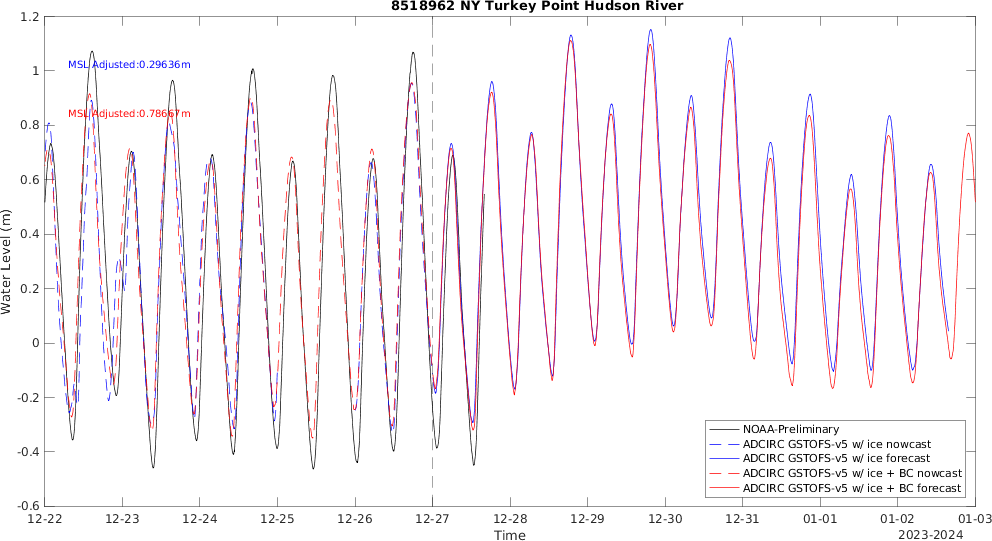 8518962 NY Turkey Point Hudson River
1.2
1
0.8
0.6
0.4
0.2
0
-0.2
-0.4
-0.6
Water Level (m)
MSL Adjusted:0.29636m
MSL Adjusted:0.78667m
NOAA-Preliminary
ADCIRC GSTOFS-v5 w/ ice nowcast
ADCIRC GSTOFS-v5 w/ ice forecast
ADCIRC GSTOFS-v5 w/ ice + BC nowcast
ADCIRC GSTOFS-v5 w/ ice + BC forecast
12-22 12-23 12-24 12-25 12-26 12-27 12-28 12-29 12-30 12-31 01-01 01-02 01-03
Time
2023-2024